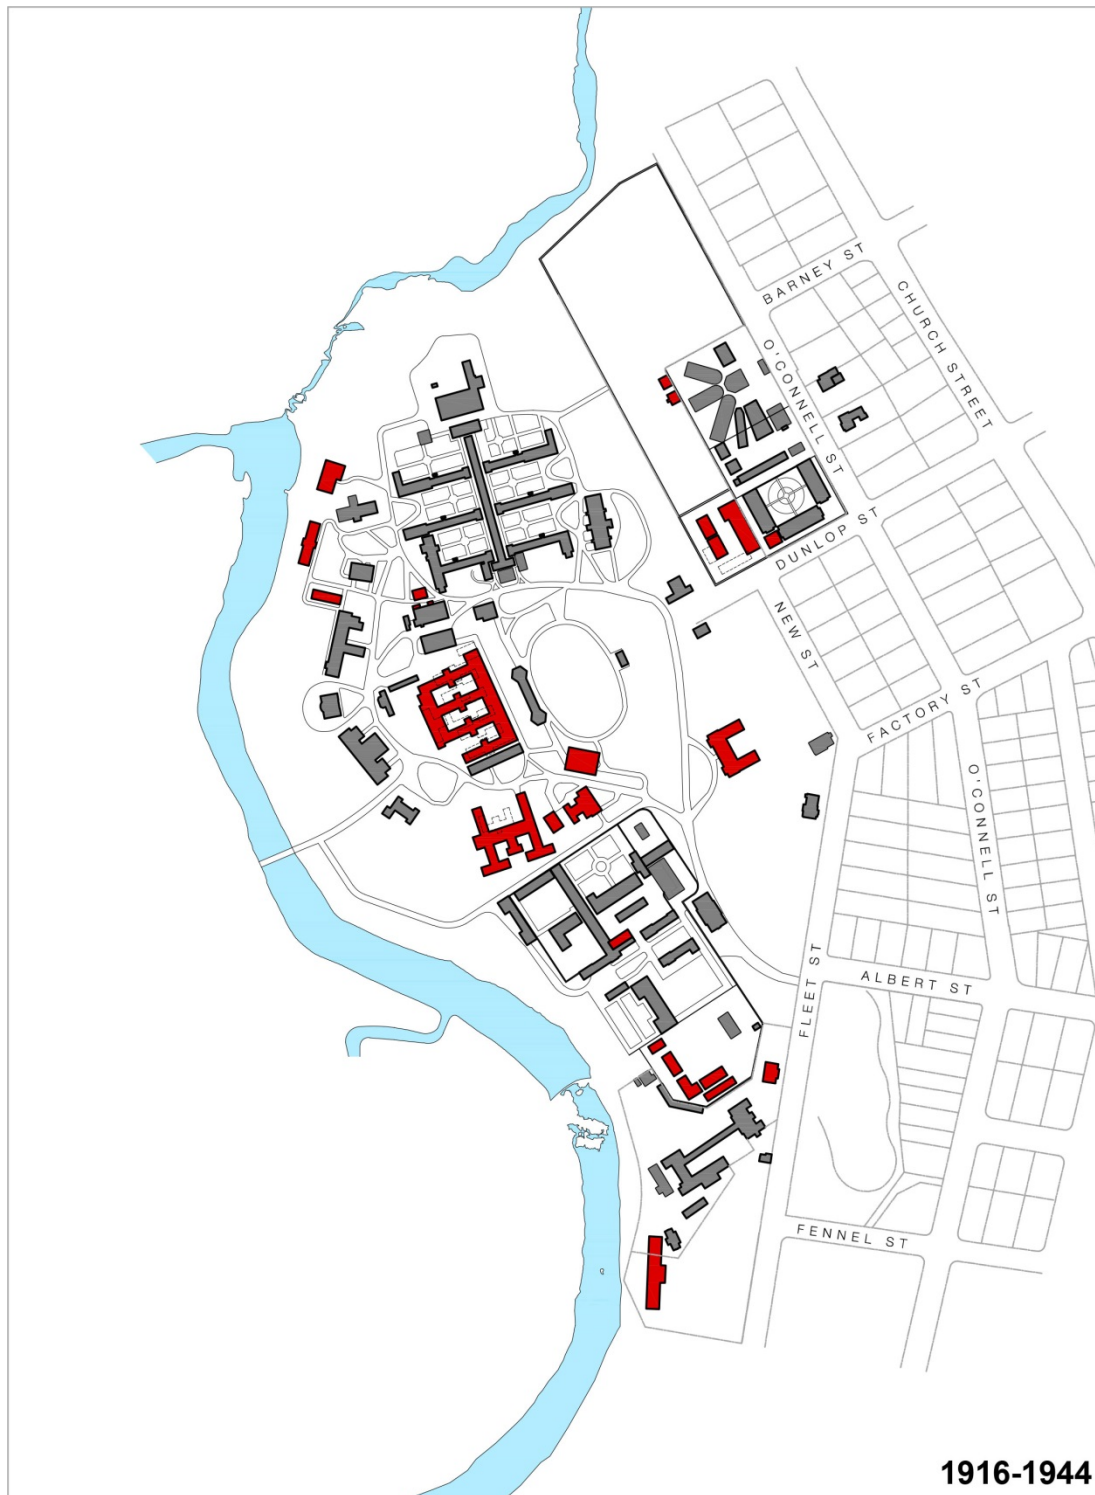 BARNEY ST
CHURCH STREET
O'CONNELL ST
DUNLOP ST
NEW ST
FACTORY ST
O'CONNELL ST
FLEET ST
ALBERT ST
FENNEL ST
1916-1944